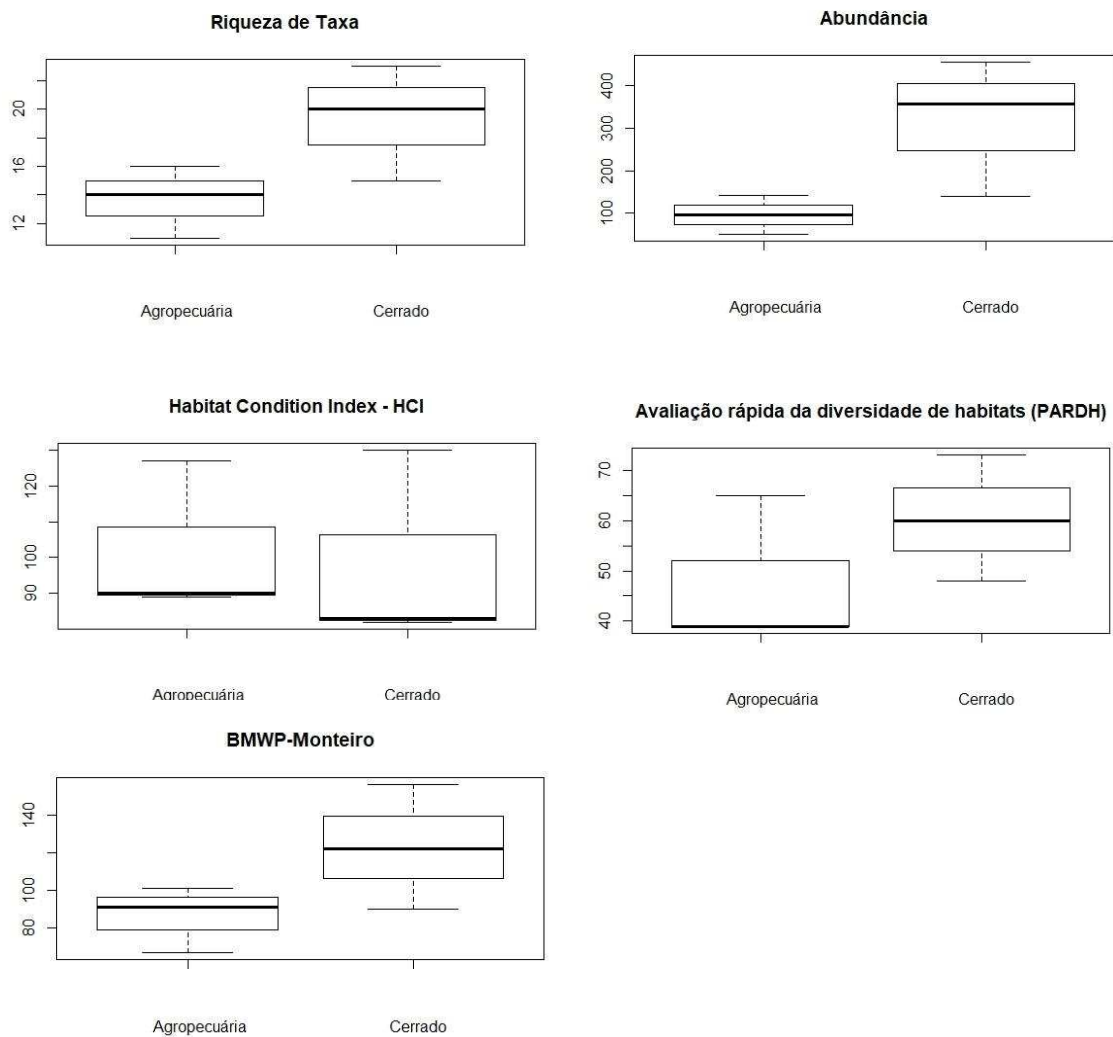 Riqueza de Taxa
20
16
12
Agropecuária Cerrado
Abundância
400
300
200
100
Agropecuária Cerrado
Habitat Condition Index - HCI
120
100
90
Agropecuária Cerrado
Avaliação rápida da diversidade de habitats (PARDH)
70
60
50
40
Agropecuária Cerrado
BMWP-Monteiro
140
100
80
Agropecuária Cerrado